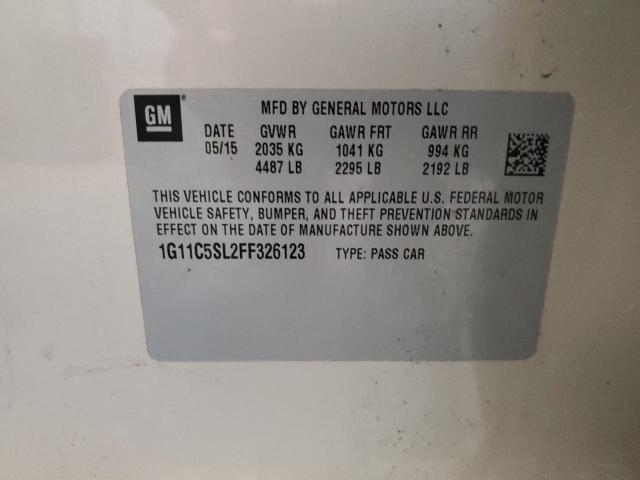 GM
MFD BY GENERAL MOTORS LLC
DATE GVWR GAWR FRT GAWR RR
05/15 2035 KG 1041 KG 994 KG
4487 LB 2295 LB 2192 LB
THIS VEHICLE CONFORMS TO ALL APPLICABLE U.S. FEDERAL MOTOR
VEHICLE SAFETY, BUMPER, AND THEFT PREVENTION STANDARDS IN
EFFECT ON THE DATE OF MANUFACTURE SHOWN ABOVE.
1G11C5SL2FF326123 TYPE: PASS CAR